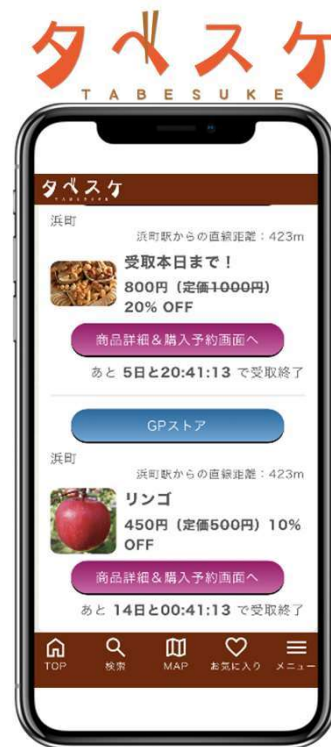 タベスケ
TABESUKE
タベスケ
TABESUKE
浜町
浜町駅からの直線距離：423m
受取本日まで！
800円（定価1000円）
20% OFF
商品詳細＆購入予約画面へ
あと 5日と20:41:13 で受取終了
GPストア
浜町
浜町駅からの直線距離：423m
リンゴ
450円（定価500円）10%
OFF
商品詳細＆購入予約画面へ
あと 14日と00:41:13 で受取終了
TOP 検索 MAP お気に入り メニュー